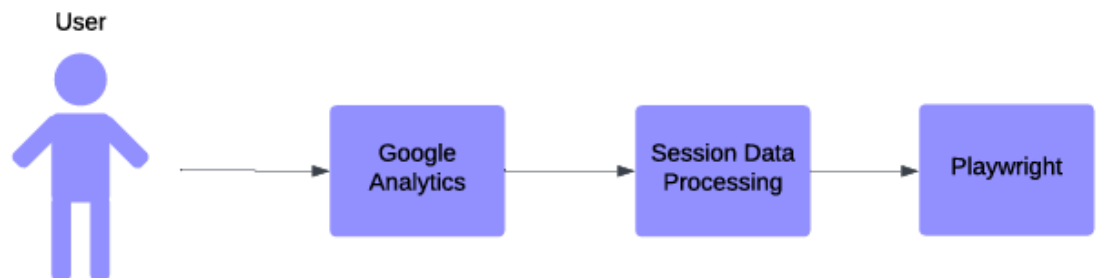 User
Google
Analytics
Session Data
Processing
Playwright